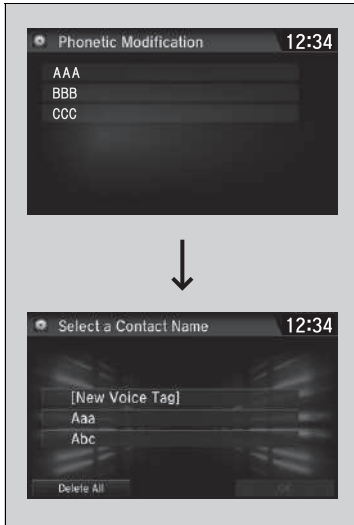 Phonetic Modification 12:34
AAA
BBB
CCC
Select a Contact Name 12:34
[New Voice Tag]
Aaa
Abc
Delete All OK